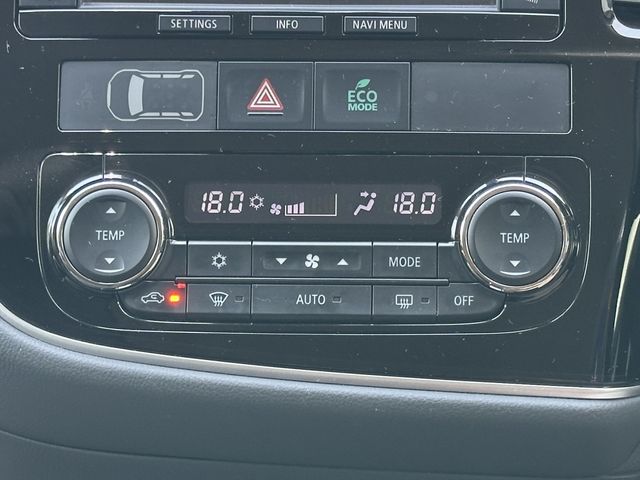 SETTINGS INFO NAVI MENU
ECO
MODE
18.0 18.0
TEMP TEMP
MODE
AUTO OFF